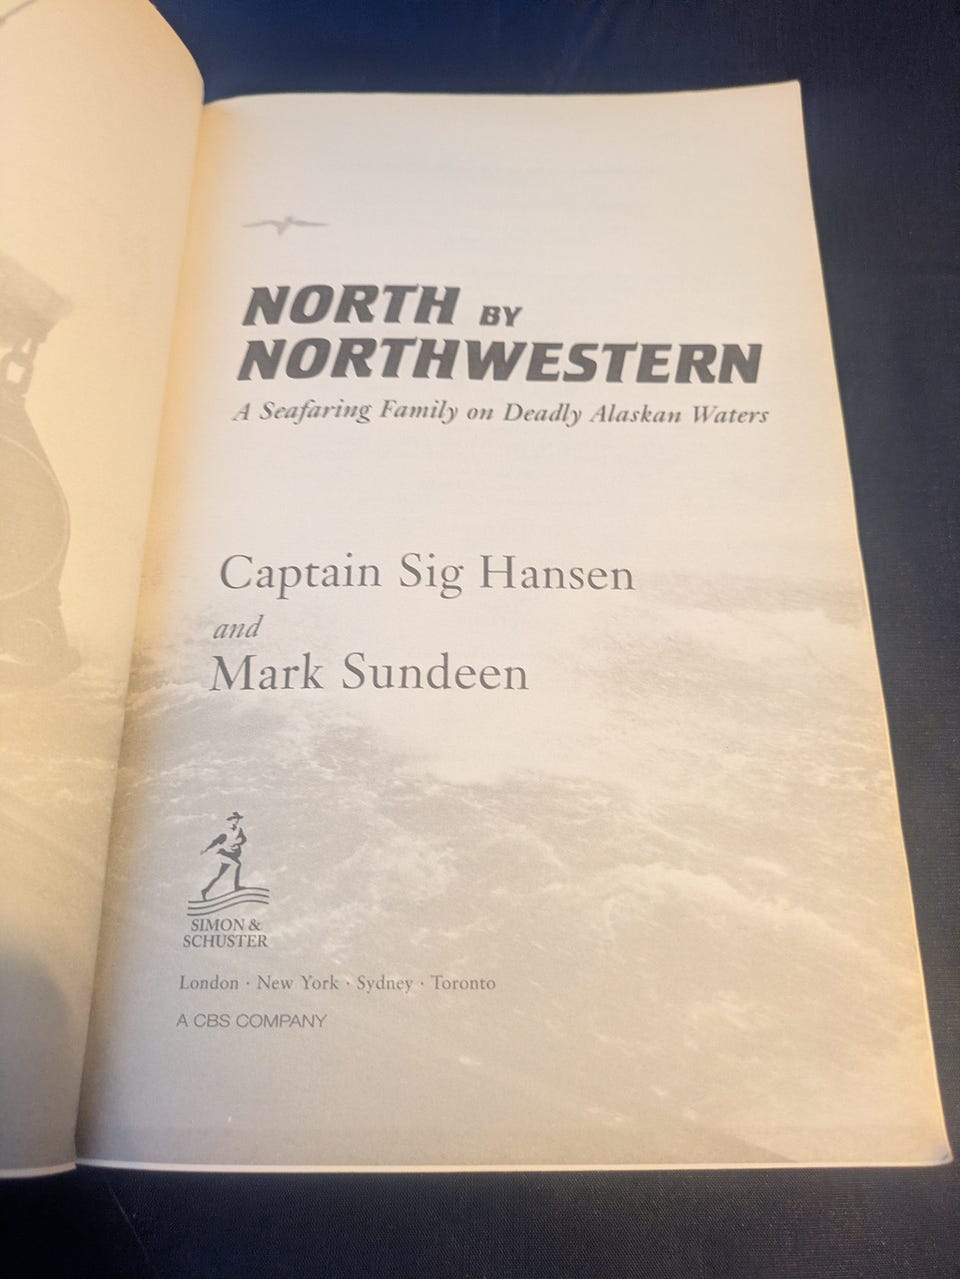 NORTH BY
NORTHWESTERN
A Seafaring Family on Deadly Alaskan Waters
Captain Sig Hansen
and
Mark Sundeen
SIMON &
SCHUSTER
London · New York · Sydney · Toronto
A CBS COMPANY